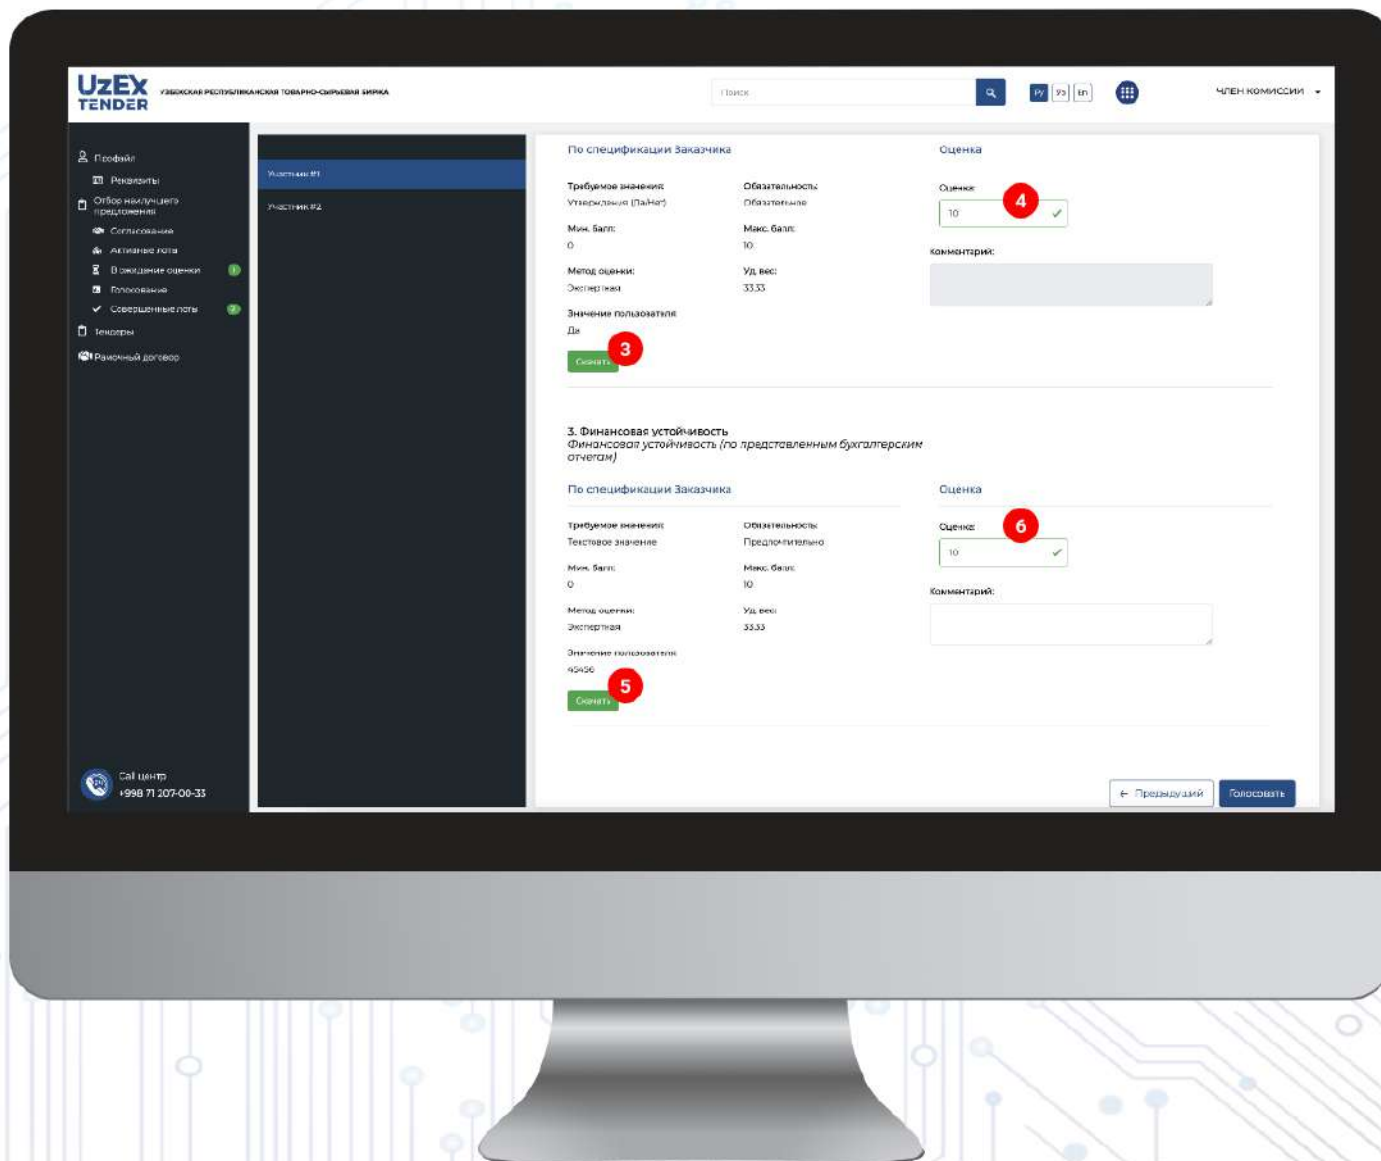 UZEX
TENDER
УЗБЕКСКАЯ РЕСПУБЛИКАНСКАЯ ТОВАРНО-СЫРЬЕВАЯ БИРЖА
Поиск
Ру Уз En
ЧЛЕН КОМИССИИ
Профайл
Реквизиты
Отбор наилучшего
предложения
Согласование
Активные лоты
В ожидание оценки 1
Голосование
Совершенные лоты 2
Тендеры
Рамочный договор
Call центр
+998 71 207-00-33
Участник #1
Участник #2
По спецификации Заказчика
Оценка
Требуемое значение:
Обязательность:
Утверждения (Да/Нет)
Обязательное
Мин. балл:
Макс. балл:
0
10
Метод оценки:
Уд. вес:
Экспертная
33.33
Значение пользователя:
Да
Скачать
3
Оценка:
4
10
Комментарий:
3. Финансовая устойчивость
Финансовая устойчивость (по представленным бухгалтерским
отчетам)
По спецификации Заказчика
Оценка
Требуемое значение:
Обязательность:
Текстовое значение
Предпочтительно
Мин. балл:
Макс. балл:
0
10
Метод оценки:
Уд. вес:
Экспертная
33.33
Значение пользователя:
45456
Скачать
5
Оценка:
6
10
Комментарий:
← Предыдущий
Голосовать